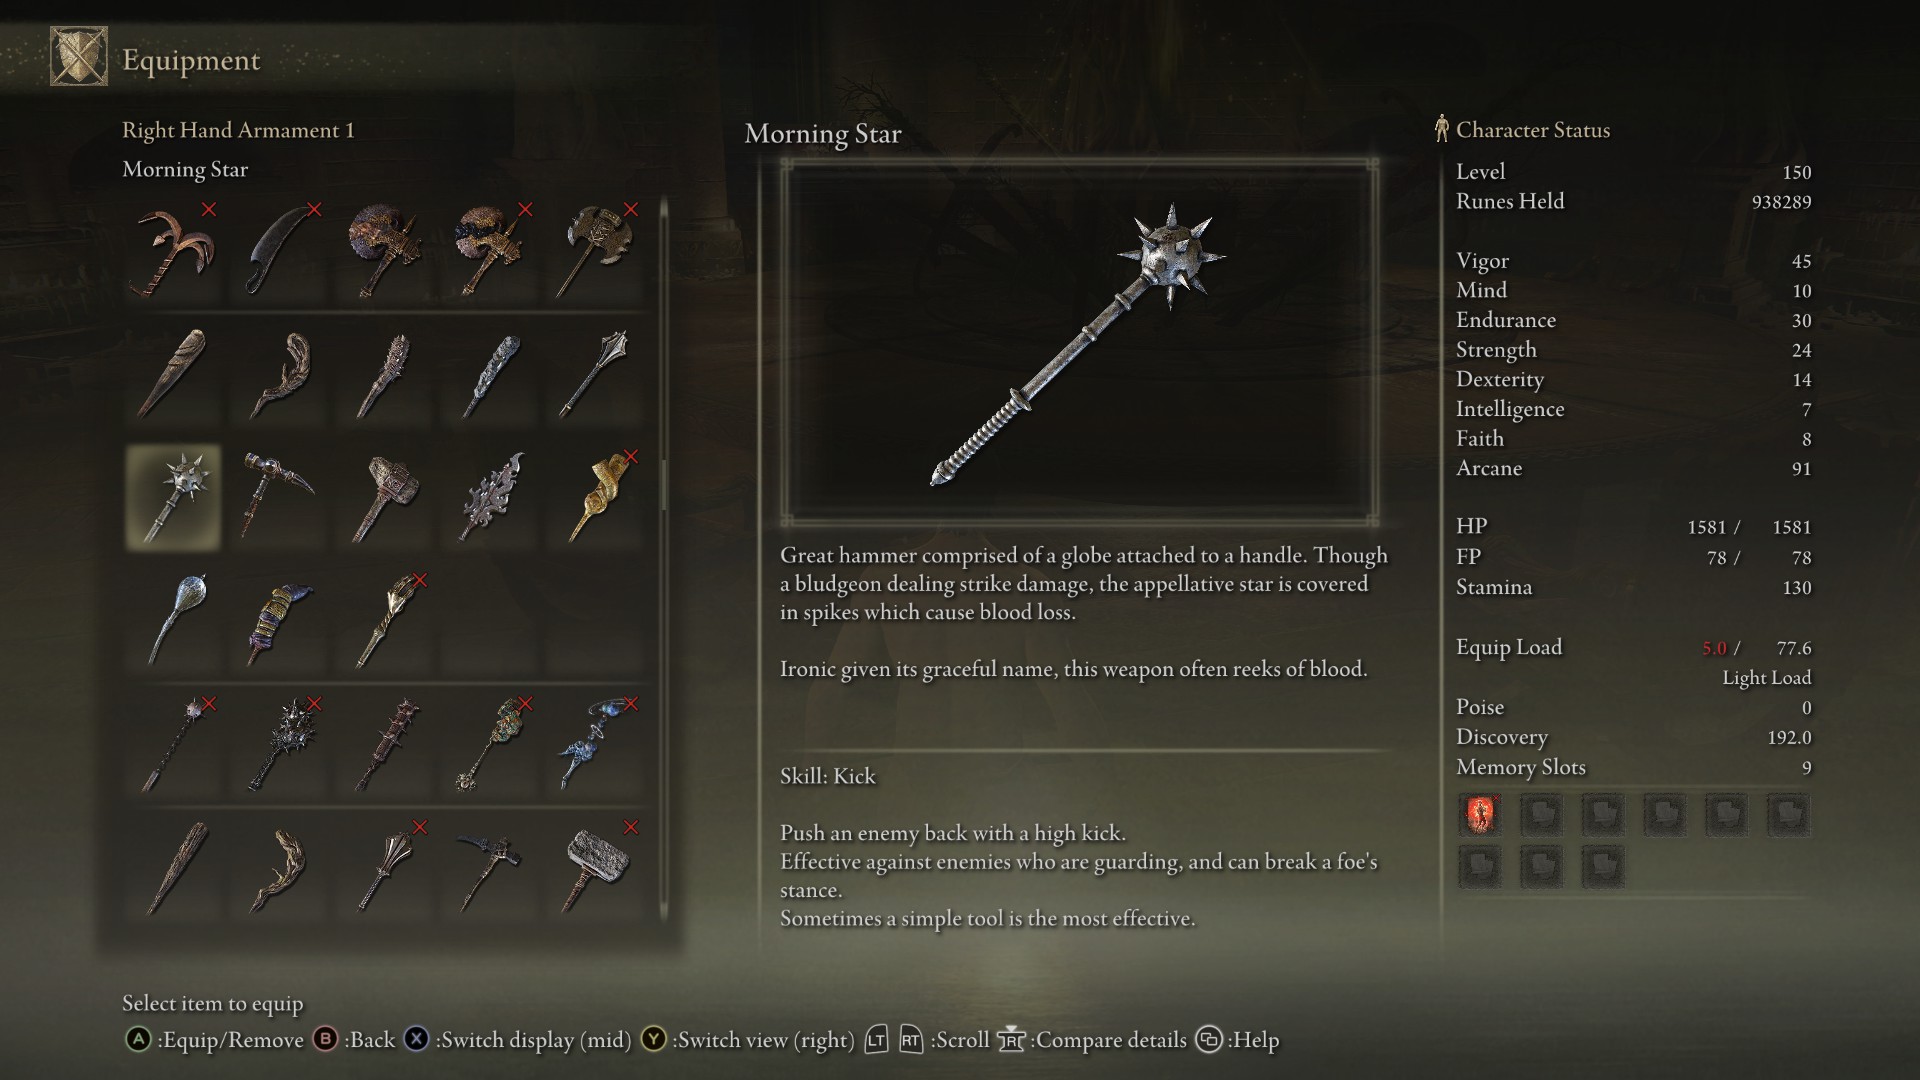 Equipment
Right Hand Armament 1
Morning Star
Morning Star
Great hammer comprised of a globe attached to a handle. Though
a bludgeon dealing strike damage, the appellative star is covered
in spikes which cause blood loss.
Ironic given its graceful name, this weapon often reeks of blood.
Skill: Kick
Push an enemy back with a high kick.
Effective against enemies who are guarding, and can break a foe's
stance.
Sometimes a simple tool is the most effective.
Character Status
Level 150
Runes Held 938289
Vigor 45
Mind 10
Endurance 30
Strength 24
Dexterity 14
Intelligence 7
Faith 8
Arcane 91
HP 1581 / 1581
FP 78 / 78
Stamina 130
Equip Load 5.0 / 77.6
Light Load
Poise 0
Discovery 192.0
Memory Slots 9
Select item to equip
A :Equip/Remove B :Back X :Switch display (mid) Y :Switch view (right) LT RT :Scroll R :Compare details :Help